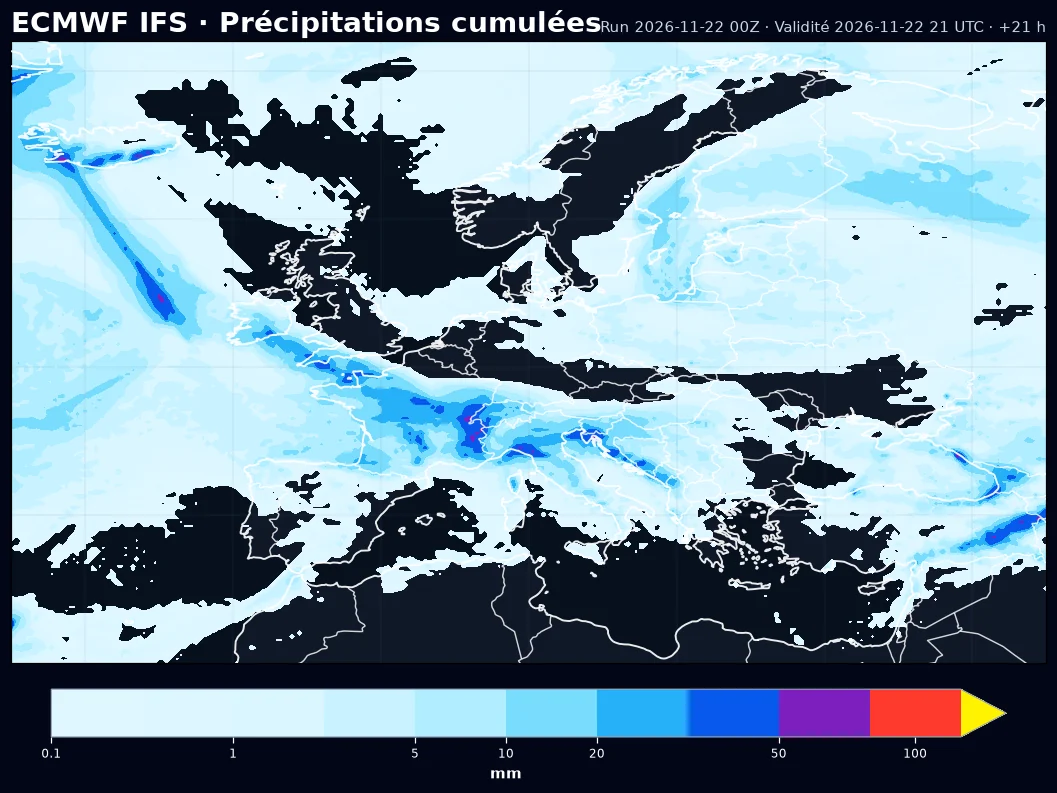 ECMWF IFS · Précipitations cumulées
Run 2026-11-22 00Z · Validité 2026-11-22 21 UTC · +21 h
0.1 1 5 10 20 50 100
mm